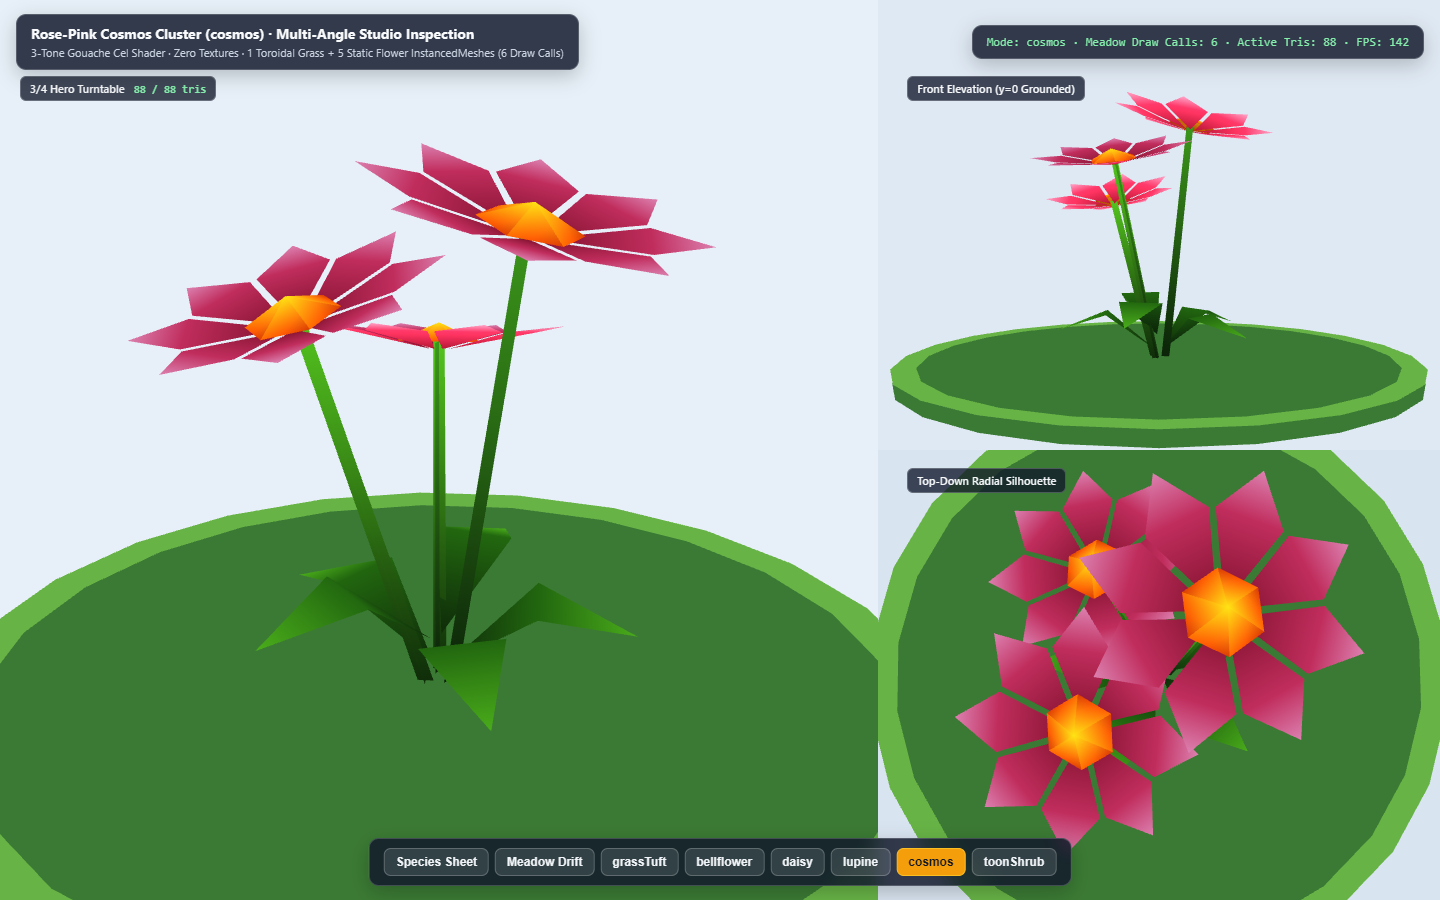 Rose-Pink Cosmos Cluster (cosmos) · Multi-Angle Studio Inspection
3-Tone Gouache Cel Shader · Zero Textures · 1 Toroidal Grass + 5 Static Flower InstancedMeshes (6 Draw Calls)
Mode: cosmos · Meadow Draw Calls: 6 · Active Tris: 88 · FPS: 142
3/4 Hero Turntable 88 / 88 tris
Front Elevation (y=0 Grounded)
Top-Down Radial Silhouette
Species Sheet Meadow Drift grassTuft bellflower daisy lupine cosmos toonShrub